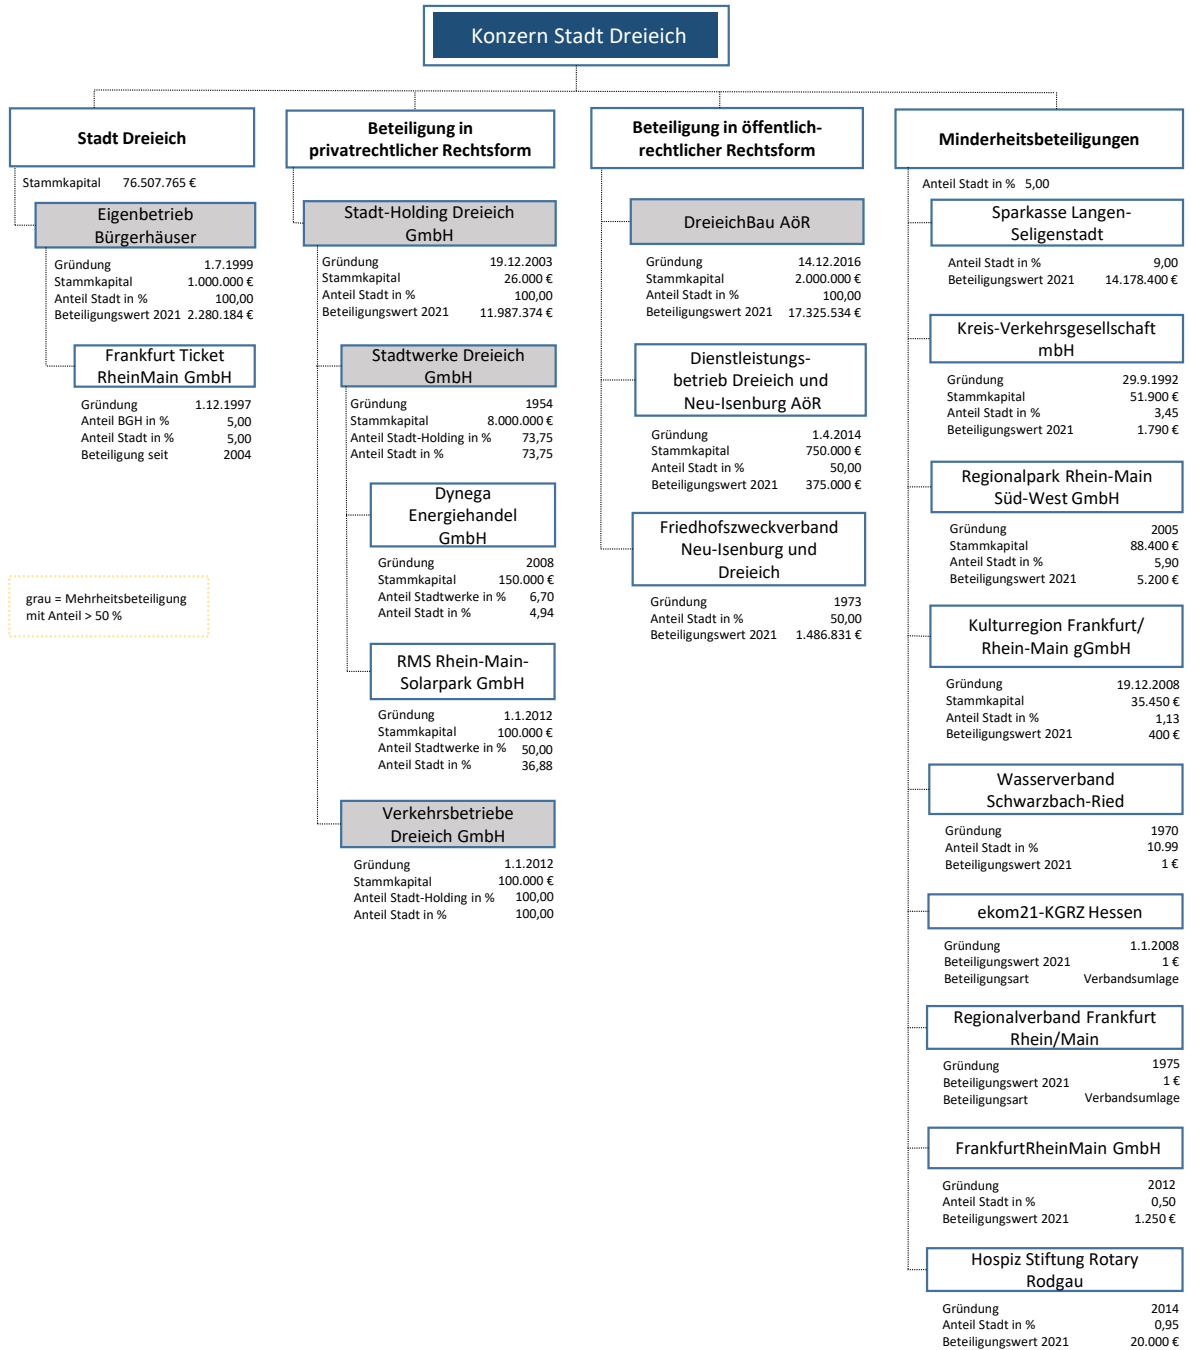 Konzern Stadt Dreieich
Stadt Dreieich
Stammkapital 76.507.765 €
Eigenbetrieb
Bürgerhäuser
Gründung 1.7.1999
Stammkapital 1.000.000 €
Anteil Stadt in % 100,00
Beteiligungswert 2021 2.280.184 €
Frankfurt Ticket
RheinMain GmbH
Gründung 1.12.1997
Anteil BGH in % 5,00
Anteil Stadt in % 5,00
Beteiligung seit 2004
grau = Mehrheitsbeteiligung
mit Anteil > 50 %
Beteiligung in
privatrechtlicher Rechtsform
Stadt-Holding Dreieich
GmbH
Gründung 19.12.2003
Stammkapital 26.000 €
Anteil Stadt in % 100,00
Beteiligungswert 2021 11.987.374 €
Stadtwerke Dreieich
GmbH
Gründung 1954
Stammkapital 8.000.000 €
Anteil Stadt-Holding in % 73,75
Anteil Stadt in % 73,75
Dynega
Energiehandel
GmbH
Gründung 2008
Stammkapital 150.000 €
Anteil Stadtwerke in % 6,70
Anteil Stadt in % 4,94
RMS Rhein-Main-
Solarpark GmbH
Gründung 1.1.2012
Stammkapital 100.000 €
Anteil Stadtwerke in % 50,00
Anteil Stadt in % 36,88
Verkehrsbetriebe
Dreieich GmbH
Gründung 1.1.2012
Stammkapital 100.000 €
Anteil Stadt-Holding in % 100,00
Anteil Stadt in % 100,00
Beteiligung in öffentlich-
rechtlicher Rechtsform
DreieichBau AöR
Gründung 14.12.2016
Stammkapital 2.000.000 €
Anteil Stadt in % 100,00
Beteiligungswert 2021 17.325.534 €
Dienstleistungs-
betrieb Dreieich und
Neu-Isenburg AöR
Gründung 1.4.2014
Stammkapital 750.000 €
Anteil Stadt in % 50,00
Beteiligungswert 2021 375.000 €
Friedhofszweckverband
Neu-Isenburg und
Dreieich
Gründung 1973
Anteil Stadt in % 50,00
Beteiligungswert 2021 1.486.831 €
Minderheitsbeteiligungen
Anteil Stadt in % 5,00
Sparkasse Langen-
Seligenstadt
Anteil Stadt in % 9,00
Beteiligungswert 2021 14.178.400 €
Kreis-Verkehrsgesellschaft
mbH
Gründung 29.9.1992
Stammkapital 51.900 €
Anteil Stadt in % 3,45
Beteiligungswert 2021 1.790 €
Regionalpark Rhein-Main
Süd-West GmbH
Gründung 2005
Stammkapital 88.400 €
Anteil Stadt in % 5,90
Beteiligungswert 2021 5.200 €
Kulturregion Frankfurt/
Rhein-Main gGmbH
Gründung 19.12.2008
Stammkapital 35.450 €
Anteil Stadt in % 1,13
Beteiligungswert 2021 400 €
Wasserverband
Schwarzbach-Ried
Gründung 1970
Anteil Stadt in % 10.99
Beteiligungswert 2021 1 €
ekom21-KGRZ Hessen
Gründung 1.1.2008
Beteiligungswert 2021 1 €
Beteiligungsart Verbandsumlage
Regionalverband Frankfurt
Rhein/Main
Gründung 1975
Beteiligungswert 2021 1 €
Beteiligungsart Verbandsumlage
FrankfurtRheinMain GmbH
Gründung 2012
Anteil Stadt in % 0,50
Beteiligungswert 2021 1.250 €
Hospiz Stiftung Rotary
Rodgau
Gründung 2014
Anteil Stadt in % 0,95
Beteiligungswert 2021 20.000 €